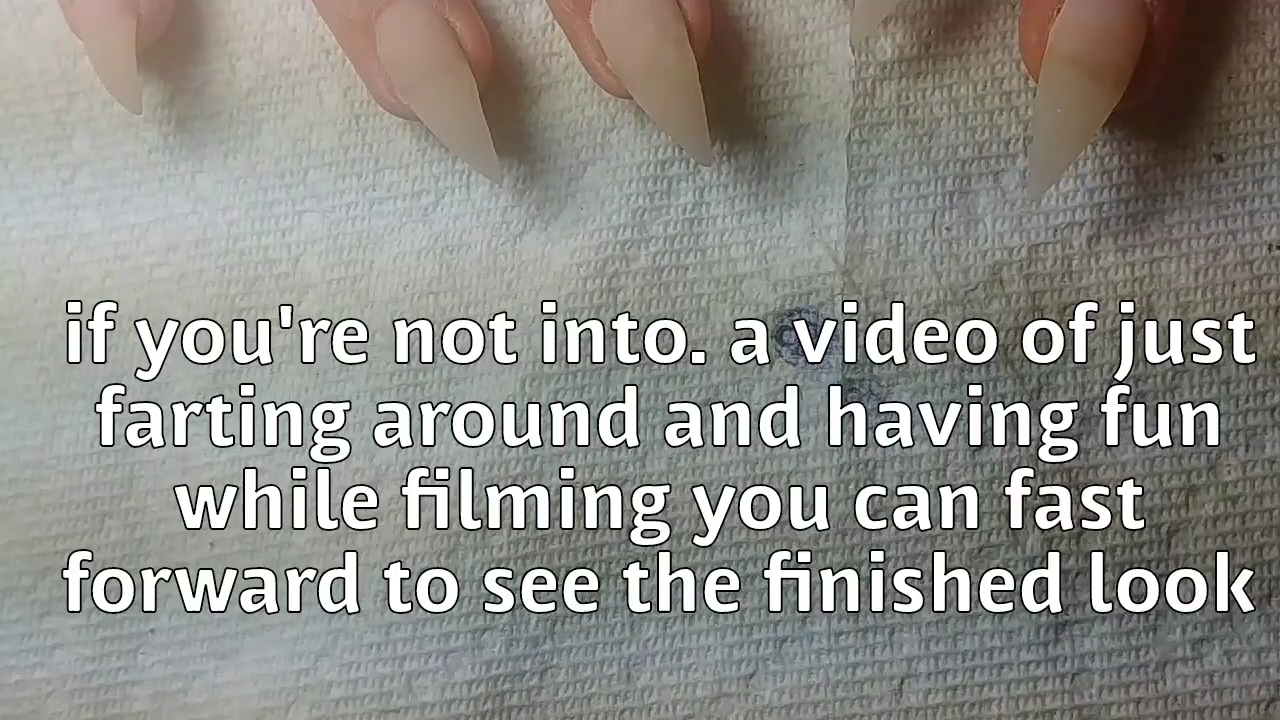 if you're not into. a video of just
farting around and having fun
while filming you can fast
forward to see the finished look